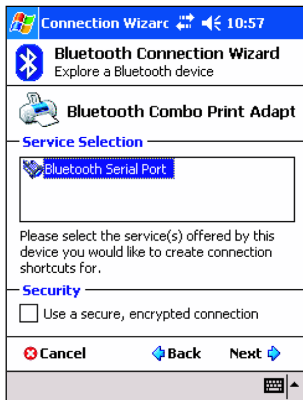 Connection Wizarc 10:57
Bluetooth Connection Wizard
Explore a Bluetooth device
Bluetooth Combo Print Adapt
Service Selection
Bluetooth Serial Port
Please select the service(s) offered by this
device you would like to create connection
shortcuts for.
Security
Use a secure, encrypted connection
Cancel Back Next